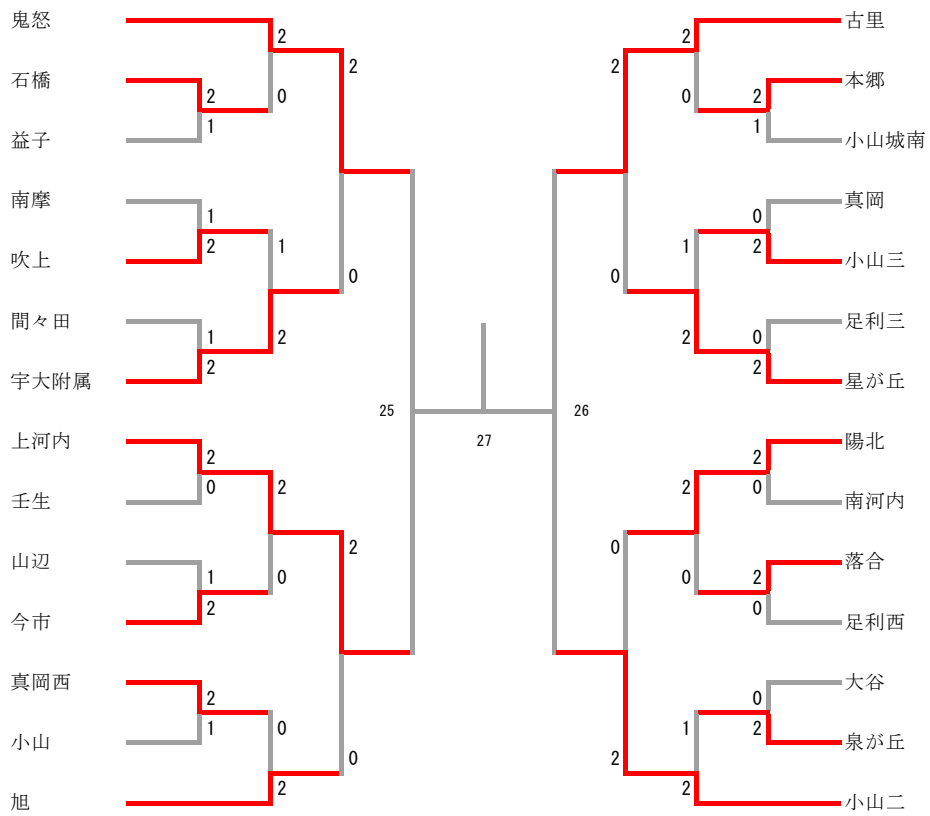 鬼怒 古里
2 2
2 2
石橋 本郷
2 0 0 2
1 1
益子 小山城南
南摩 真岡
1 0
2 1 1 2
吹上 小山三
0 0
間々田 足利三
1 2 2 0
2 2
宇大附属 星が丘
25 26
27
上河内 陽北
2 2
0 2 2 0
壬生 南河内
2 0
山辺 落合
1 0 0 2
2 0
今市 足利西
真岡西 大谷
2 0
1 0 1 2
小山 泉が丘
0 2
2 2
旭 小山二